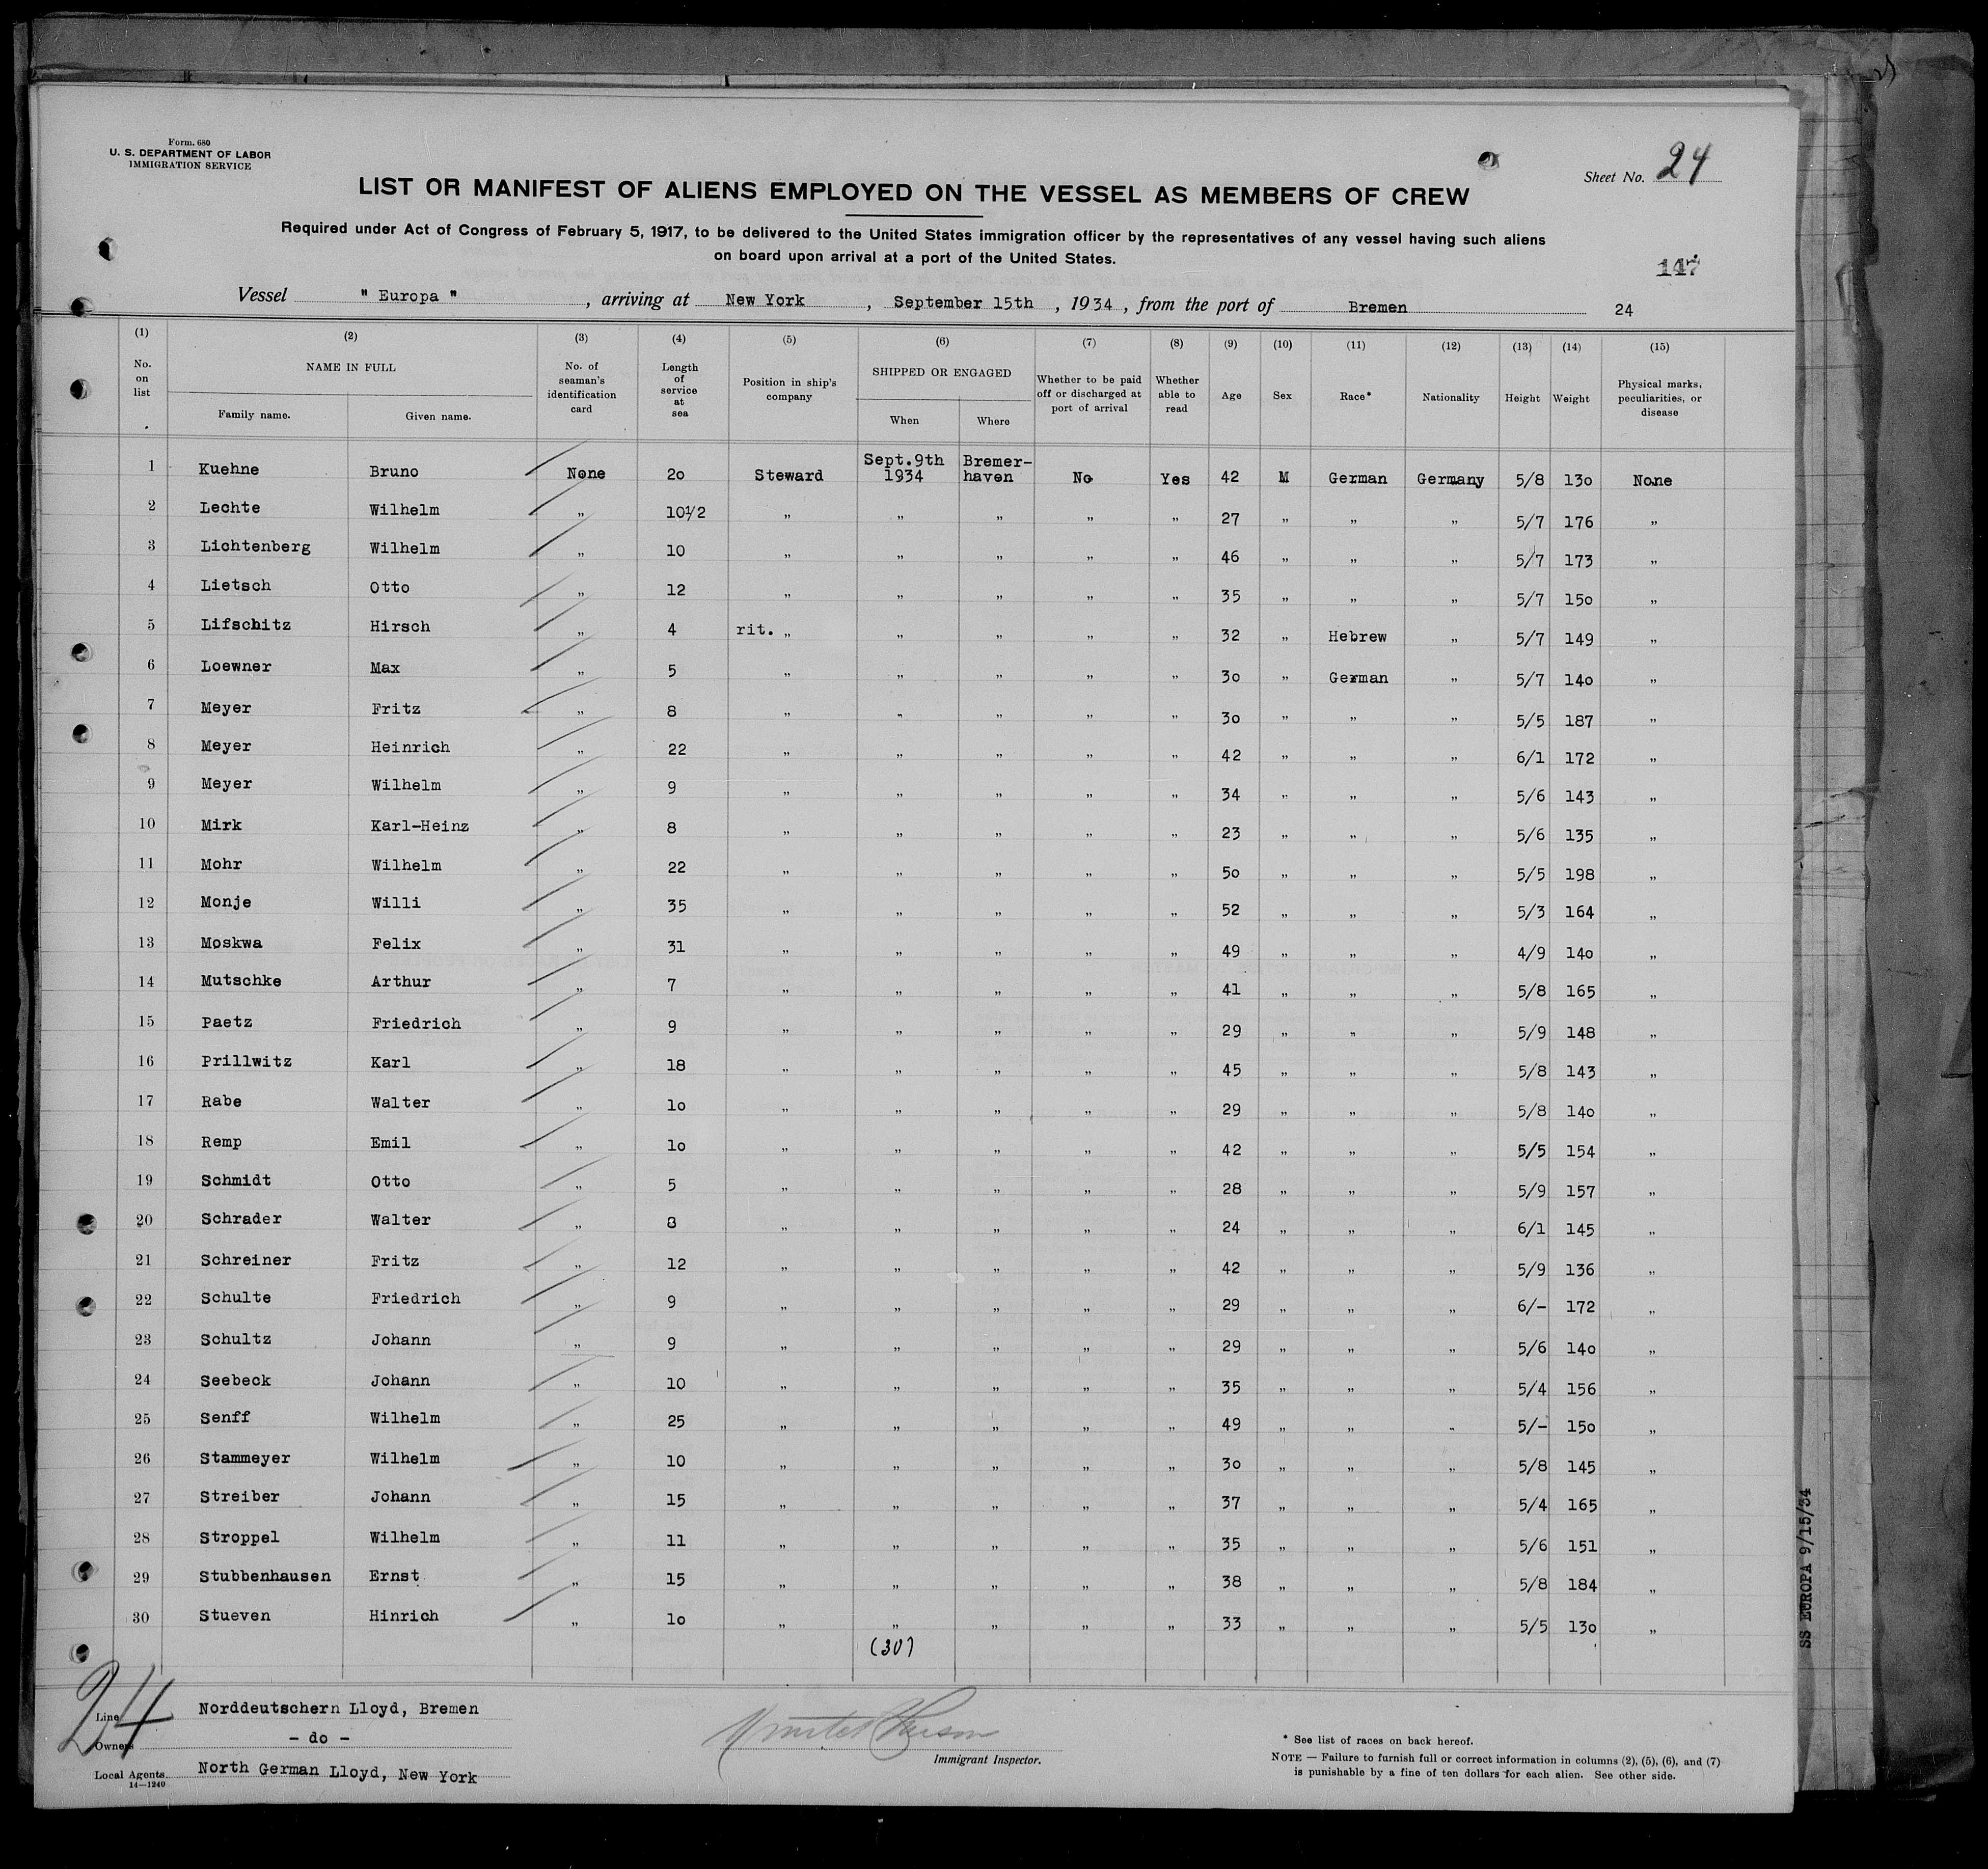 Form. 680
U. S. DEPARTMENT OF LABOR
IMMIGRATION SERVICE
Sheet No. 24
LIST OR MANIFEST OF ALIENS EMPLOYED ON THE VESSEL AS MEMBERS OF CREW
Required under Act of Congress of February 5, 1917, to be delivered to the United States immigration officer by the representatives of any vessel having such aliens
on board upon arrival at a port of the United States.
147
Vessel " Europa " , arriving at New York , September 15th , 1934 , from the port of Bremen 24
(1) (2) (3) (4) (5) (6) (7) (8) (9) (10) (11) (12) (13) (14) (15)
No. on list NAME IN FULL Family name. Given name. No. of seaman's identification card Length of service at sea Position in ship's company SHIPPED OR ENGAGED When Where Whether to be paid off or discharged at port of arrival Whether able to read Age Sex Race* Nationality Height Weight Physical marks, peculiarities, or disease
1 Kuehne Bruno None 20 Steward Sept.9th 1934 Bremer-haven No Yes 42 M German Germany 5/8 130 None
2 Lechte Wilhelm „ 10½ „ „ „ „ „ 27 „ „ „ 5/7 176 „
3 Lichtenberg Wilhelm „ 10 „ „ „ „ „ 46 „ „ „ 5/7 173 „
4 Lietsch Otto „ 12 „ „ „ „ „ 35 „ „ „ 5/7 150 „
5 Lifschitz Hirsch „ 4 rit. „ „ „ „ „ 32 „ Hebrew „ 5/7 149 „
6 Loewner Max „ 5 „ „ „ „ „ 30 „ German „ 5/7 140 „
7 Meyer Fritz „ 8 „ „ „ „ „ 30 „ „ „ 5/5 187 „
8 Meyer Heinrich „ 22 „ „ „ „ „ 42 „ „ „ 6/1 172 „
9 Meyer Wilhelm „ 9 „ „ „ „ „ 34 „ „ „ 5/6 143 „
10 Mirk Karl-Heinz „ 8 „ „ „ „ „ 23 „ „ „ 5/6 135 „
11 Mohr Wilhelm „ 22 „ „ „ „ „ 50 „ „ „ 5/5 198 „
12 Monje Willi „ 35 „ „ „ „ „ 52 „ „ „ 5/3 164 „
13 Moskwa Felix „ 31 „ „ „ „ „ 49 „ „ „ 4/9 140 „
14 Mutschke Arthur „ 7 „ „ „ „ „ 41 „ „ „ 5/8 165 „
15 Paetz Friedrich „ 9 „ „ „ „ „ 29 „ „ „ 5/9 148 „
16 Prillwitz Karl „ 18 „ „ „ „ „ 45 „ „ „ 5/8 143 „
17 Rabe Walter „ 10 „ „ „ „ „ 29 „ „ „ 5/8 140 „
18 Remp Emil „ 10 „ „ „ „ „ 42 „ „ „ 5/5 154 „
19 Schmidt Otto „ 5 „ „ „ „ „ 28 „ „ „ 5/9 157 „
20 Schrader Walter „ 8 „ „ „ „ „ 24 „ „ „ 6/1 145 „
21 Schreiner Fritz „ 12 „ „ „ „ „ 42 „ „ „ 5/9 136 „
22 Schulte Friedrich „ 9 „ „ „ „ „ 29 „ „ „ 6/- 172 „
23 Schultz Johann „ 9 „ „ „ „ „ 29 „ „ „ 5/6 140 „
24 Seebeck Johann „ 10 „ „ „ „ „ 35 „ „ „ 5/4 156 „
25 Senff Wilhelm „ 25 „ „ „ „ „ 49 „ „ „ 5/- 150 „
26 Stammeyer Wilhelm „ 10 „ „ „ „ „ 30 „ „ „ 5/8 145 „
27 Streiber Johann „ 15 „ „ „ „ „ 37 „ „ „ 5/4 165 „
28 Stroppel Wilhelm „ 11 „ „ „ „ „ 35 „ „ „ 5/6 151 „
29 Stubbenhausen Ernst „ 15 „ „ „ „ „ 38 „ „ „ 5/8 184 „
30 Stueven Hinrich „ 10 „ „ „ „ „ 33 „ „ „ 5/5 130 „
(30)
24
Line Norddeutschern Lloyd, Bremen
Owners - do -
Local Agents North German Lloyd, New York
14—1240
Immigrant Inspector.
* See list of races on back hereof.
NOTE — Failure to furnish full or correct information in columns (2), (5), (6), and (7)
is punishable by a fine of ten dollars for each alien. See other side.
SS EUROPA 9/15/34